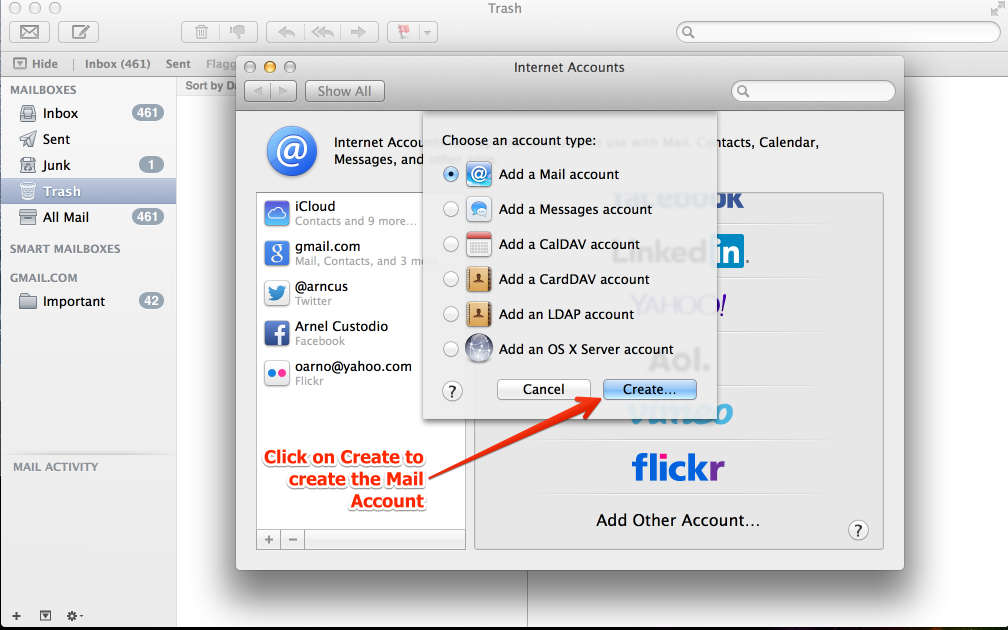 Trash
Hide
Inbox (461)
Sent
Flagg
MAILBOXES
Inbox 461
Sent
Junk 1
Trash
All Mail 461
SMART MAILBOXES
GMAIL.COM
Important 42
MAIL ACTIVITY
Sort by Da
Internet Accounts
Show All
Internet Accou
use with Mail, Contacts, Calendar,
Messages, and other
iCloud
Contacts and 9 more...
gmail.com
Mail, Contacts, and 3 mo
@arncus
Twitter
Arnel Custodio
Facebook
oarno@yahoo.com
Flickr
Choose an account type:
Add a Mail account
Add a Messages account
Add a CalDAV account
Add a CardDAV account
Add an LDAP account
Add an OS X Server account
?
Cancel
Create...
facebook
Linked in.
YAHOO!
Aol.
vimeo
flickr
Add Other Account...
?
Click on Create to
create the Mail
Account